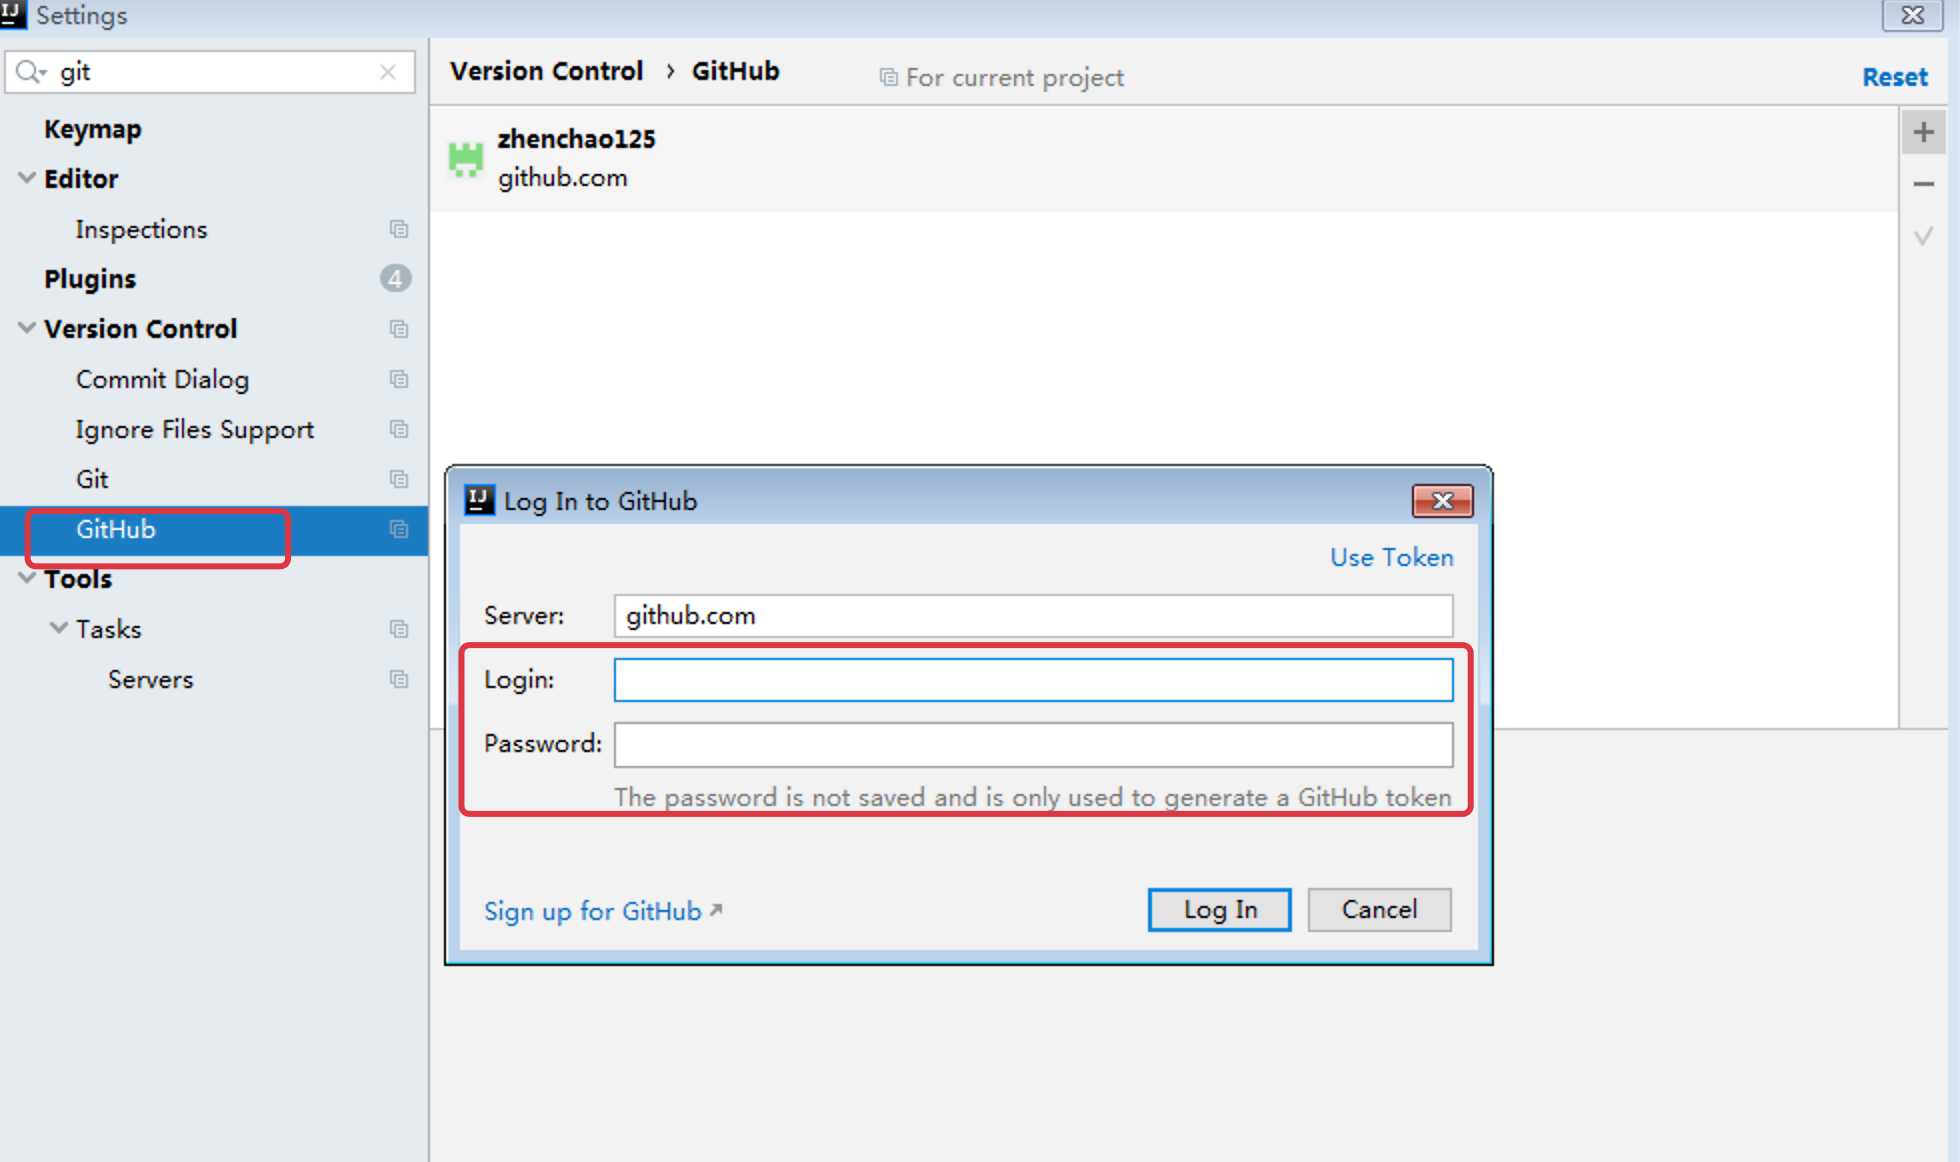 IJ Settings
git
Keymap
Editor
Inspections
Plugins 4
Version Control
Commit Dialog
Ignore Files Support
Git
GitHub
Tools
Tasks
Servers
Version Control › GitHub For current project Reset
zhenchao125
github.com
IJ Log In to GitHub
Use Token
Server: github.com
Login:
Password:
The password is not saved and is only used to generate a GitHub token
Sign up for GitHub
Log In Cancel